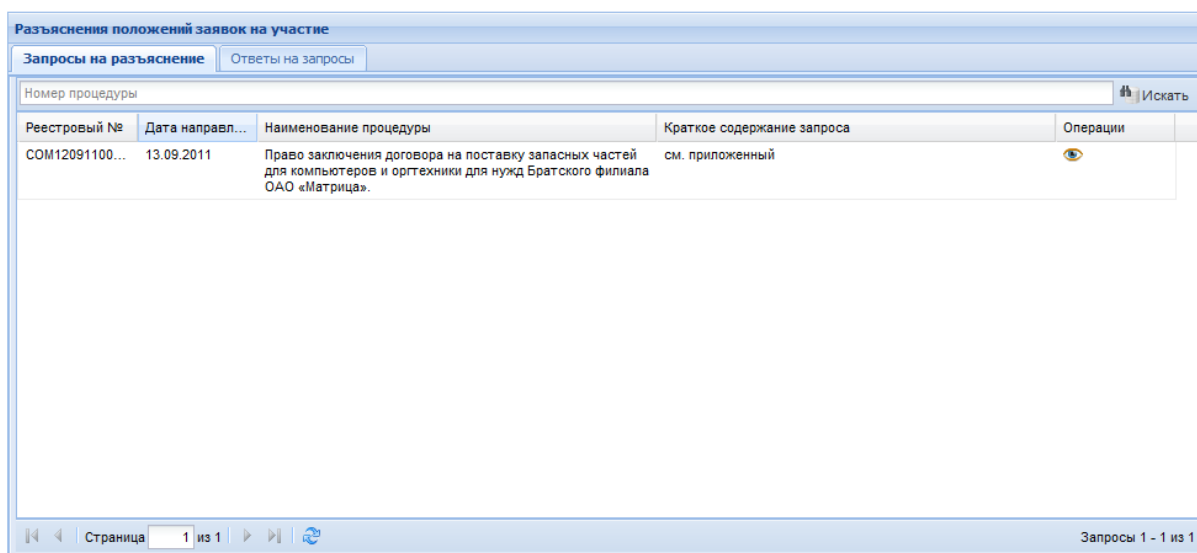 Разъяснения положений заявок на участие
Запросы на разъяснение Ответы на запросы
Номер процедуры Искать
Реестровый № Дата направл... Наименование процедуры Краткое содержание запроса Операции
COM12091100... 13.09.2011 Право заключения договора на поставку запасных частей см. приложенный
для компьютеров и оргтехники для нужд Братского филиала
ОАО «Матрица».
Страница 1 из 1 Запросы 1 - 1 из 1